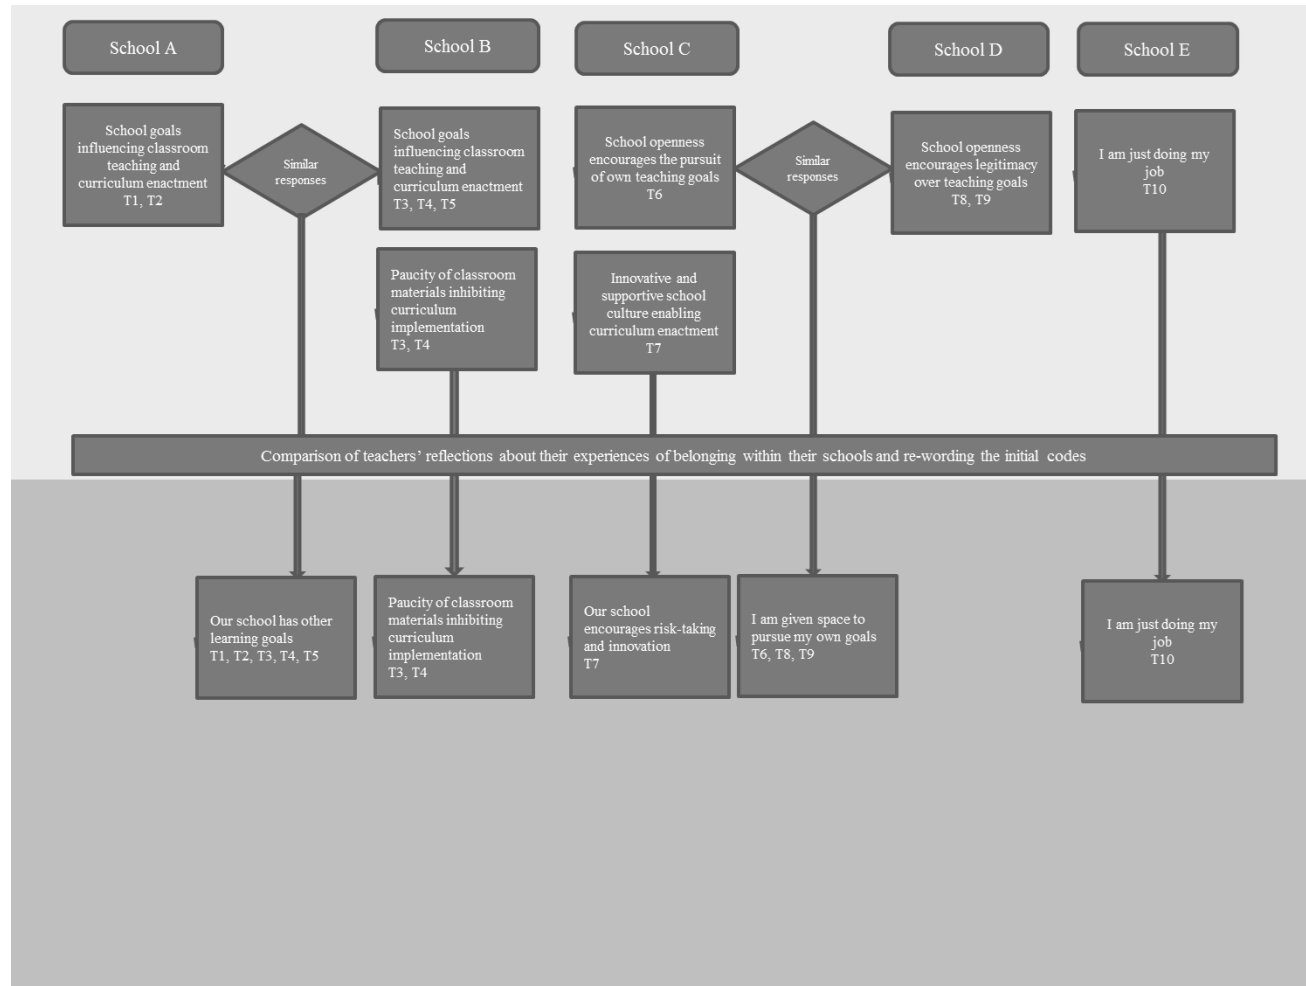 School A
School B
School C
School D
School E
School goals
influencing classroom
teaching and
curriculum enactment
T1, T2
Similar
responses
School goals
influencing classroom
teaching and
curriculum enactment
T3, T4, T5
School openness
encourages the pursuit
of own teaching goals
T6
Similar
responses
School openness
encourages legitimacy
over teaching goals
T8, T9
I am just doing my
job
T10
Paucity of classroom
materials inhibiting
curriculum
implementation
T3, T4
Innovative and
supportive school
culture enabling
curriculum enactment
T7
Comparison of teachers’ reflections about their experiences of belonging within their schools and re-wording the initial codes
Our school has other
learning goals
T1, T2, T3, T4, T5
Paucity of classroom
materials inhibiting
curriculum
implementation
T3, T4
Our school
encourages risk-taking
and innovation
T7
I am given space to
pursue my own goals
T6, T8, T9
I am just doing my
job
T10